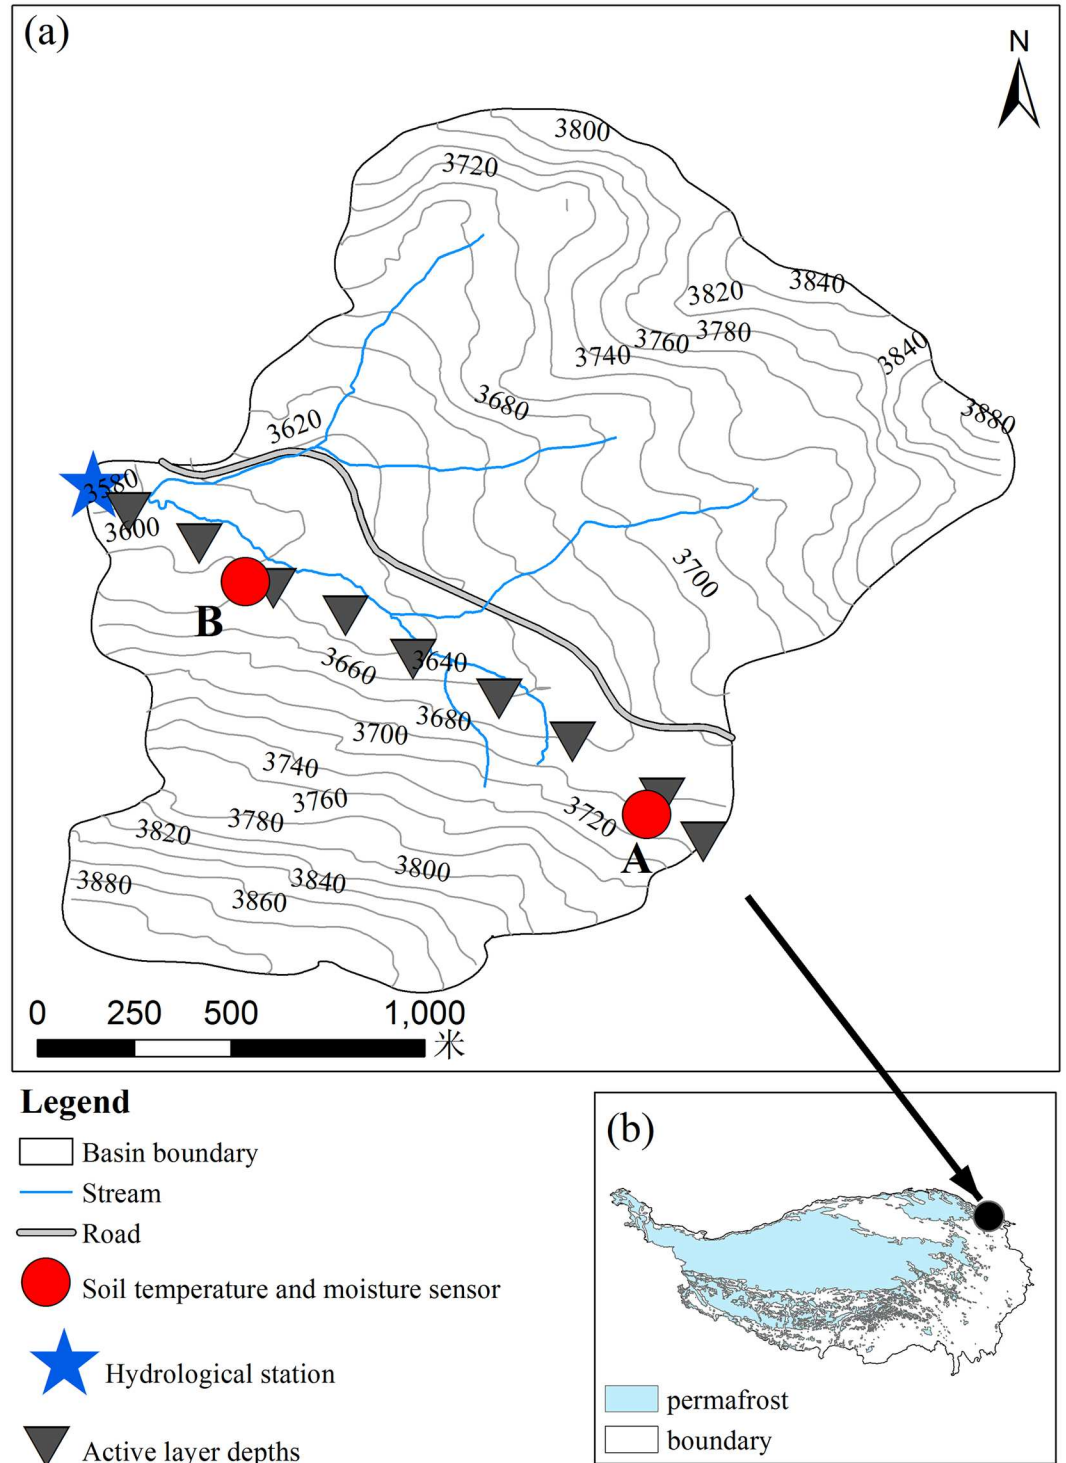 (a)
N
3800
3720
3840
3820
3780
3760
3740
3840
3680
3880
3620
3580
3600
3700
B
3640
3660
3680
3700
3740
3760
3720
3780
3820
A
3800
3840
3880
3860
0 250 500 1,000
米
Legend
Basin boundary
Stream
Road
Soil temperature and moisture sensor
Hydrological station
Active layer depths
(b)
permafrost
boundary